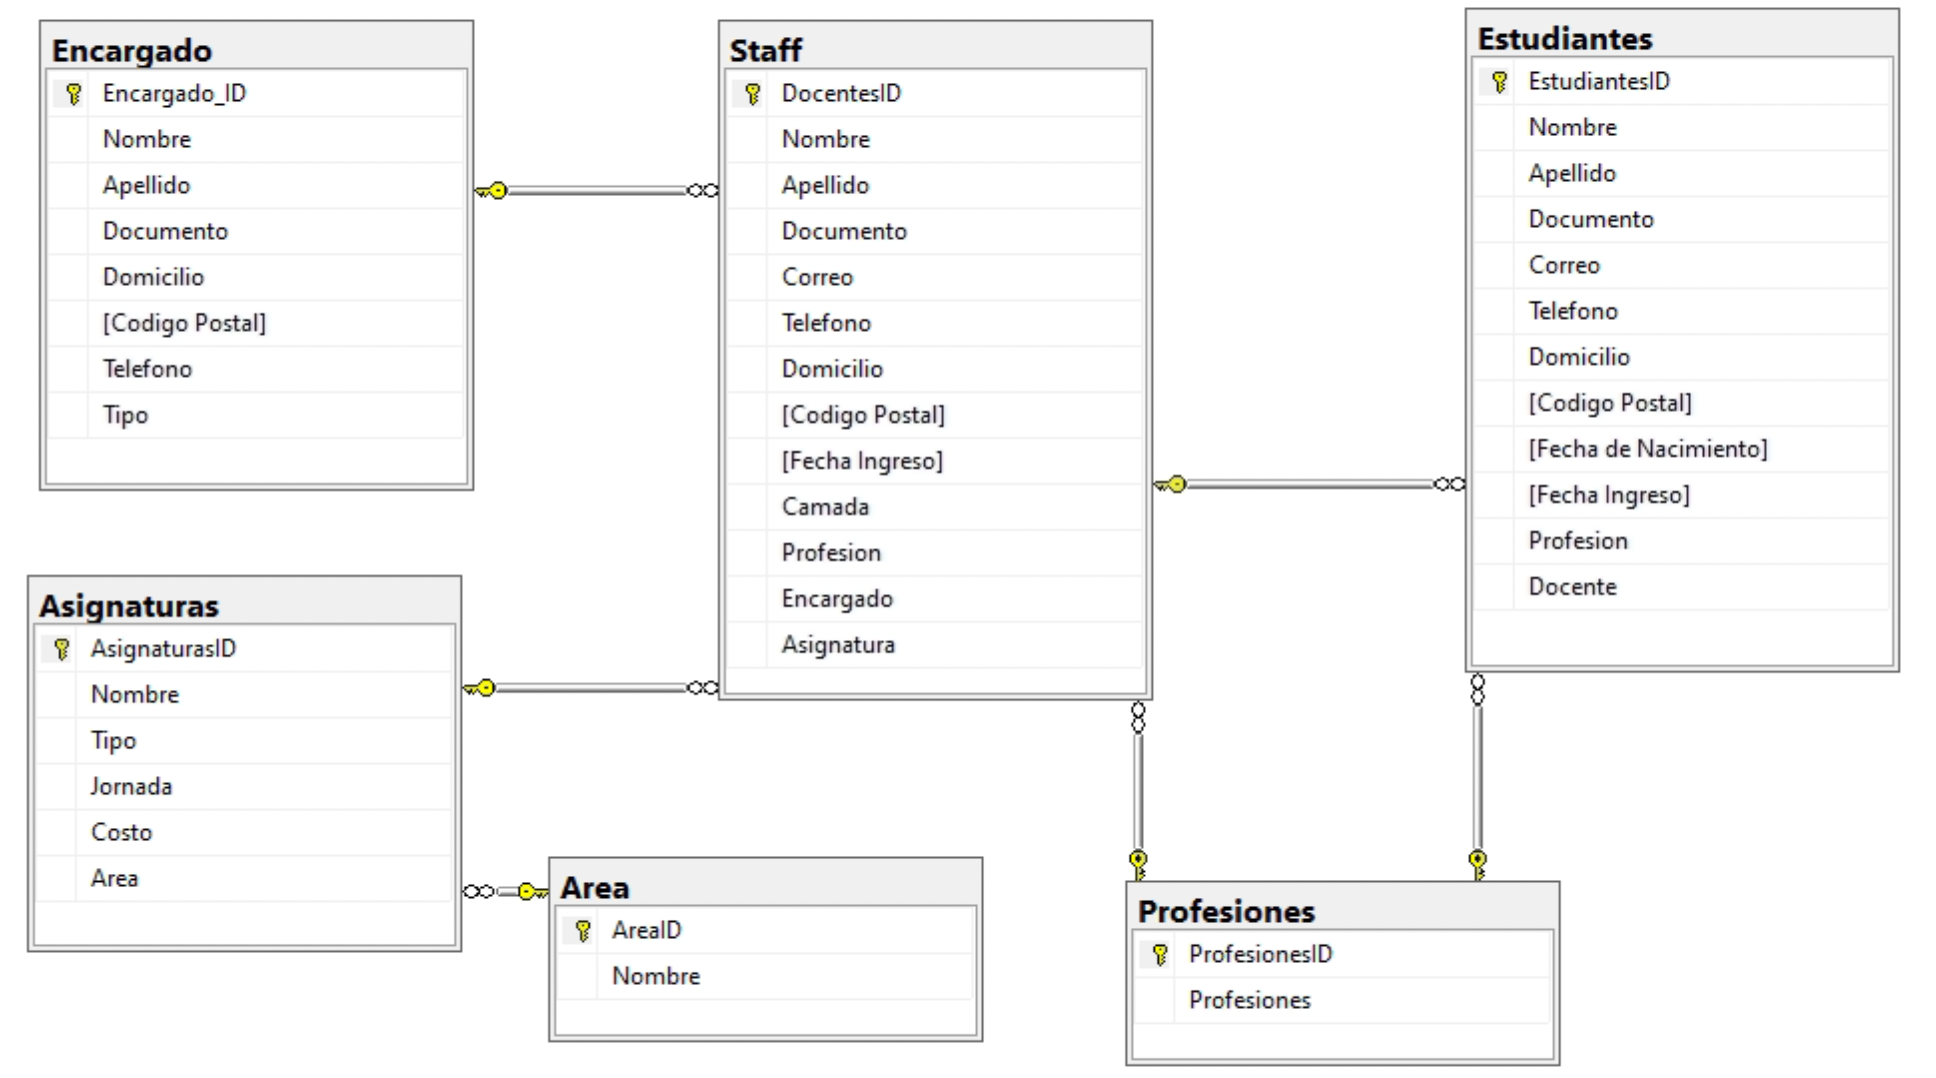 Encargado
Encargado_ID
Nombre
Apellido
Documento
Domicilio
[Codigo Postal]
Telefono
Tipo
Staff
DocentesID
Nombre
Apellido
Documento
Correo
Telefono
Domicilio
[Codigo Postal]
[Fecha Ingreso]
Camada
Profesion
Encargado
Asignatura
Estudiantes
EstudiantesID
Nombre
Apellido
Documento
Correo
Telefono
Domicilio
[Codigo Postal]
[Fecha de Nacimiento]
[Fecha Ingreso]
Profesion
Docente
Asignaturas
AsignaturasID
Nombre
Tipo
Jornada
Costo
Area
Area
AreaID
Nombre
Profesiones
ProfesionesID
Profesiones